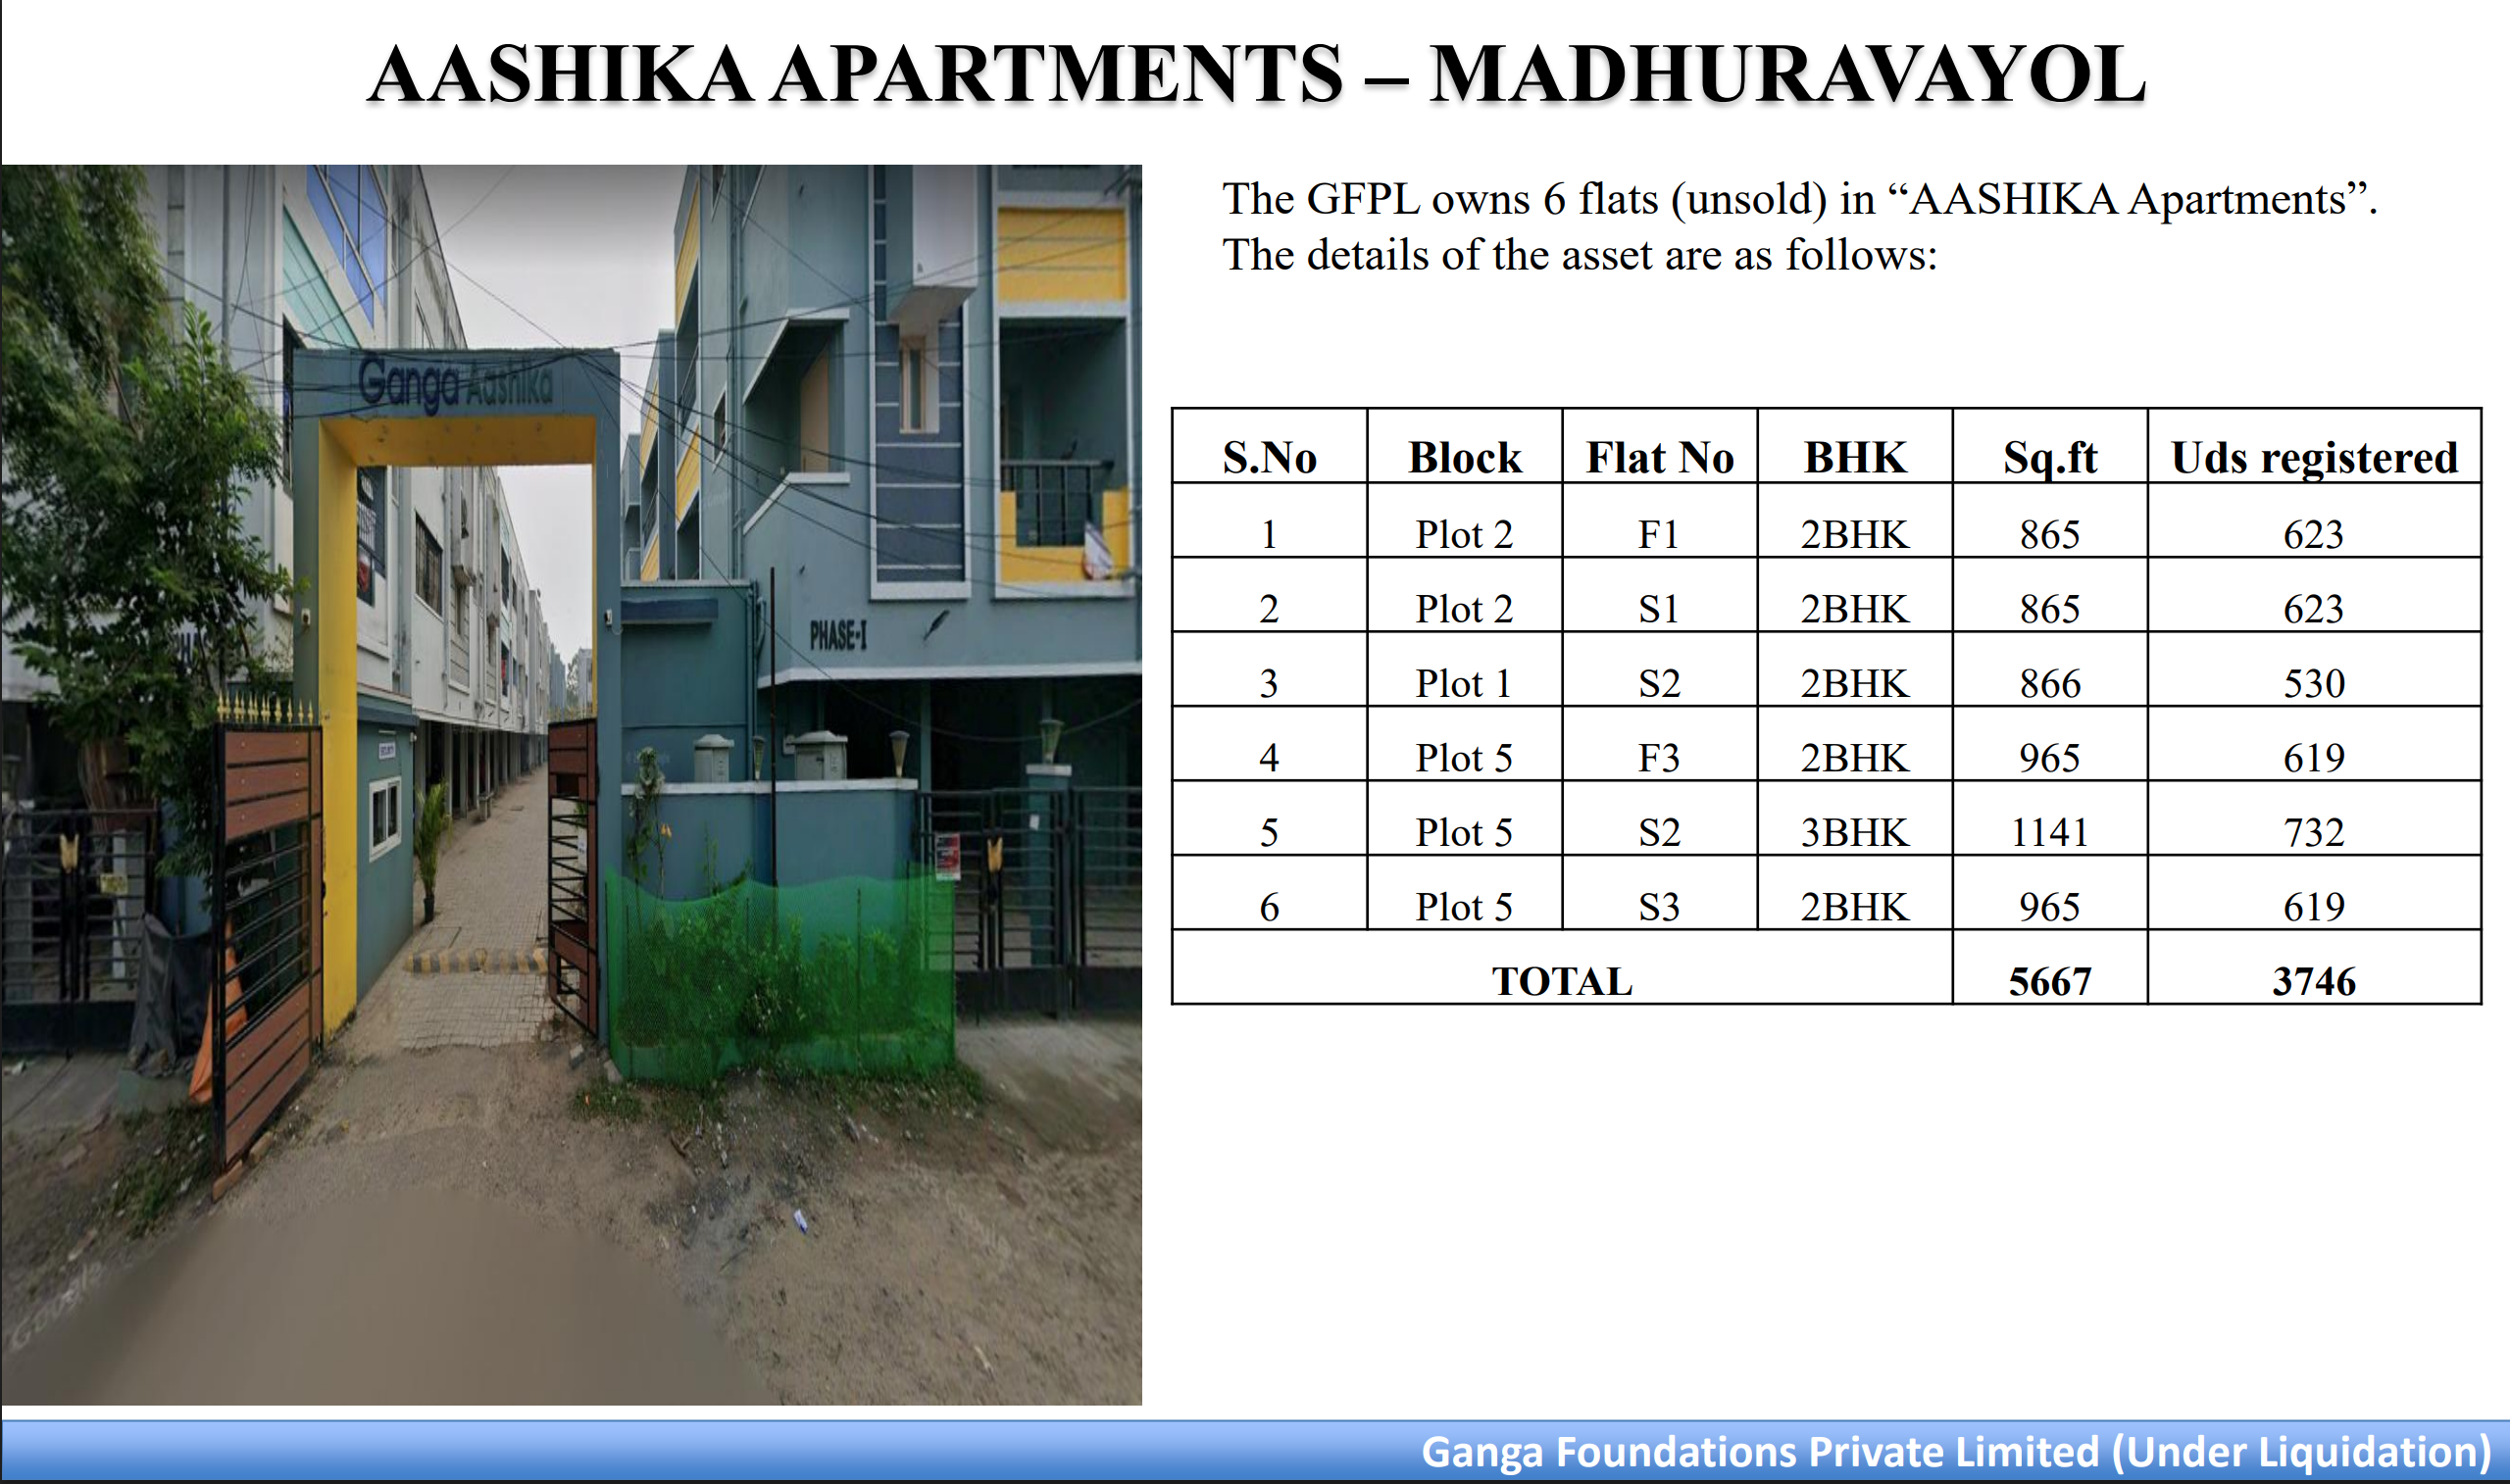 AASHIKA APARTMENTS – MADHURAVAYOL
Ganga Aashika
PHASE-I
SECURITY
Google
The GFPL owns 6 flats (unsold) in “AASHIKA Apartments”.
The details of the asset are as follows:
S.No Block Flat No BHK Sq.ft Uds registered
1 Plot 2 F1 2BHK 865 623
2 Plot 2 S1 2BHK 865 623
3 Plot 1 S2 2BHK 866 530
4 Plot 5 F3 2BHK 965 619
5 Plot 5 S2 3BHK 1141 732
6 Plot 5 S3 2BHK 965 619
TOTAL 5667 3746
Ganga Foundations Private Limited (Under Liquidation)